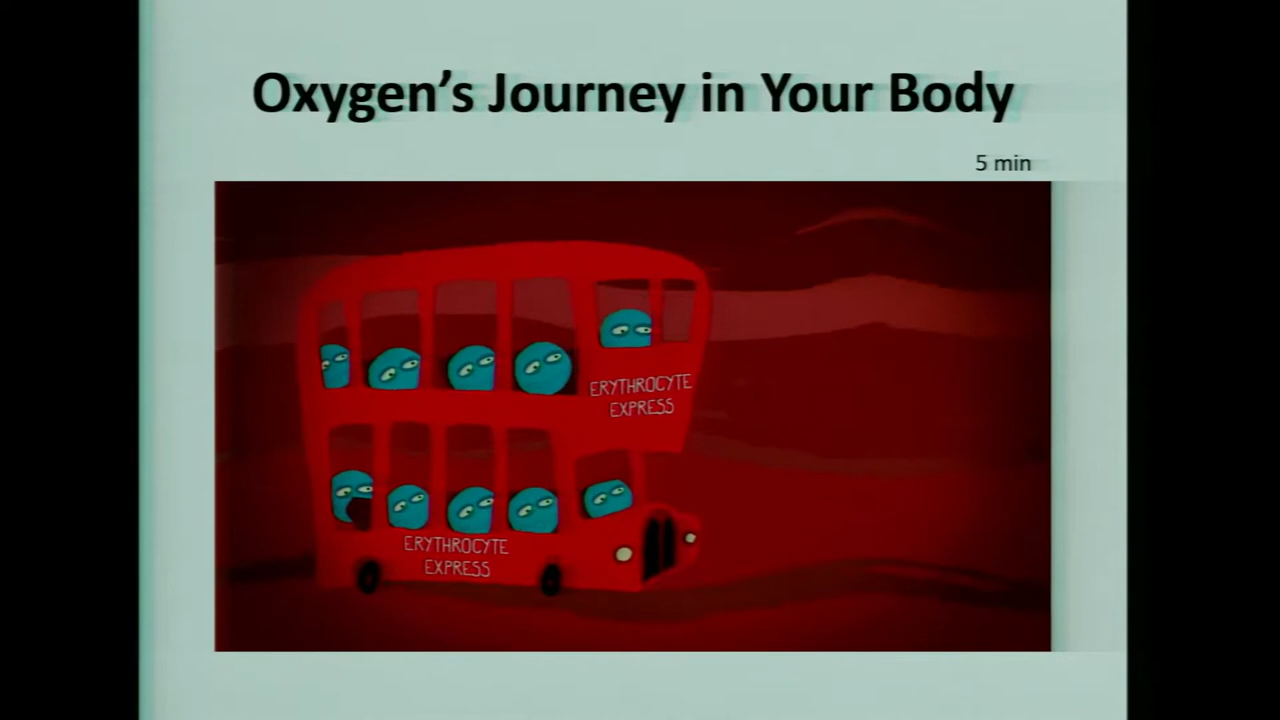 Oxygen's Journey in Your Body
5 min
ERYTHROCYTE
EXPRESS
ERYTHROCYTE
EXPRESS